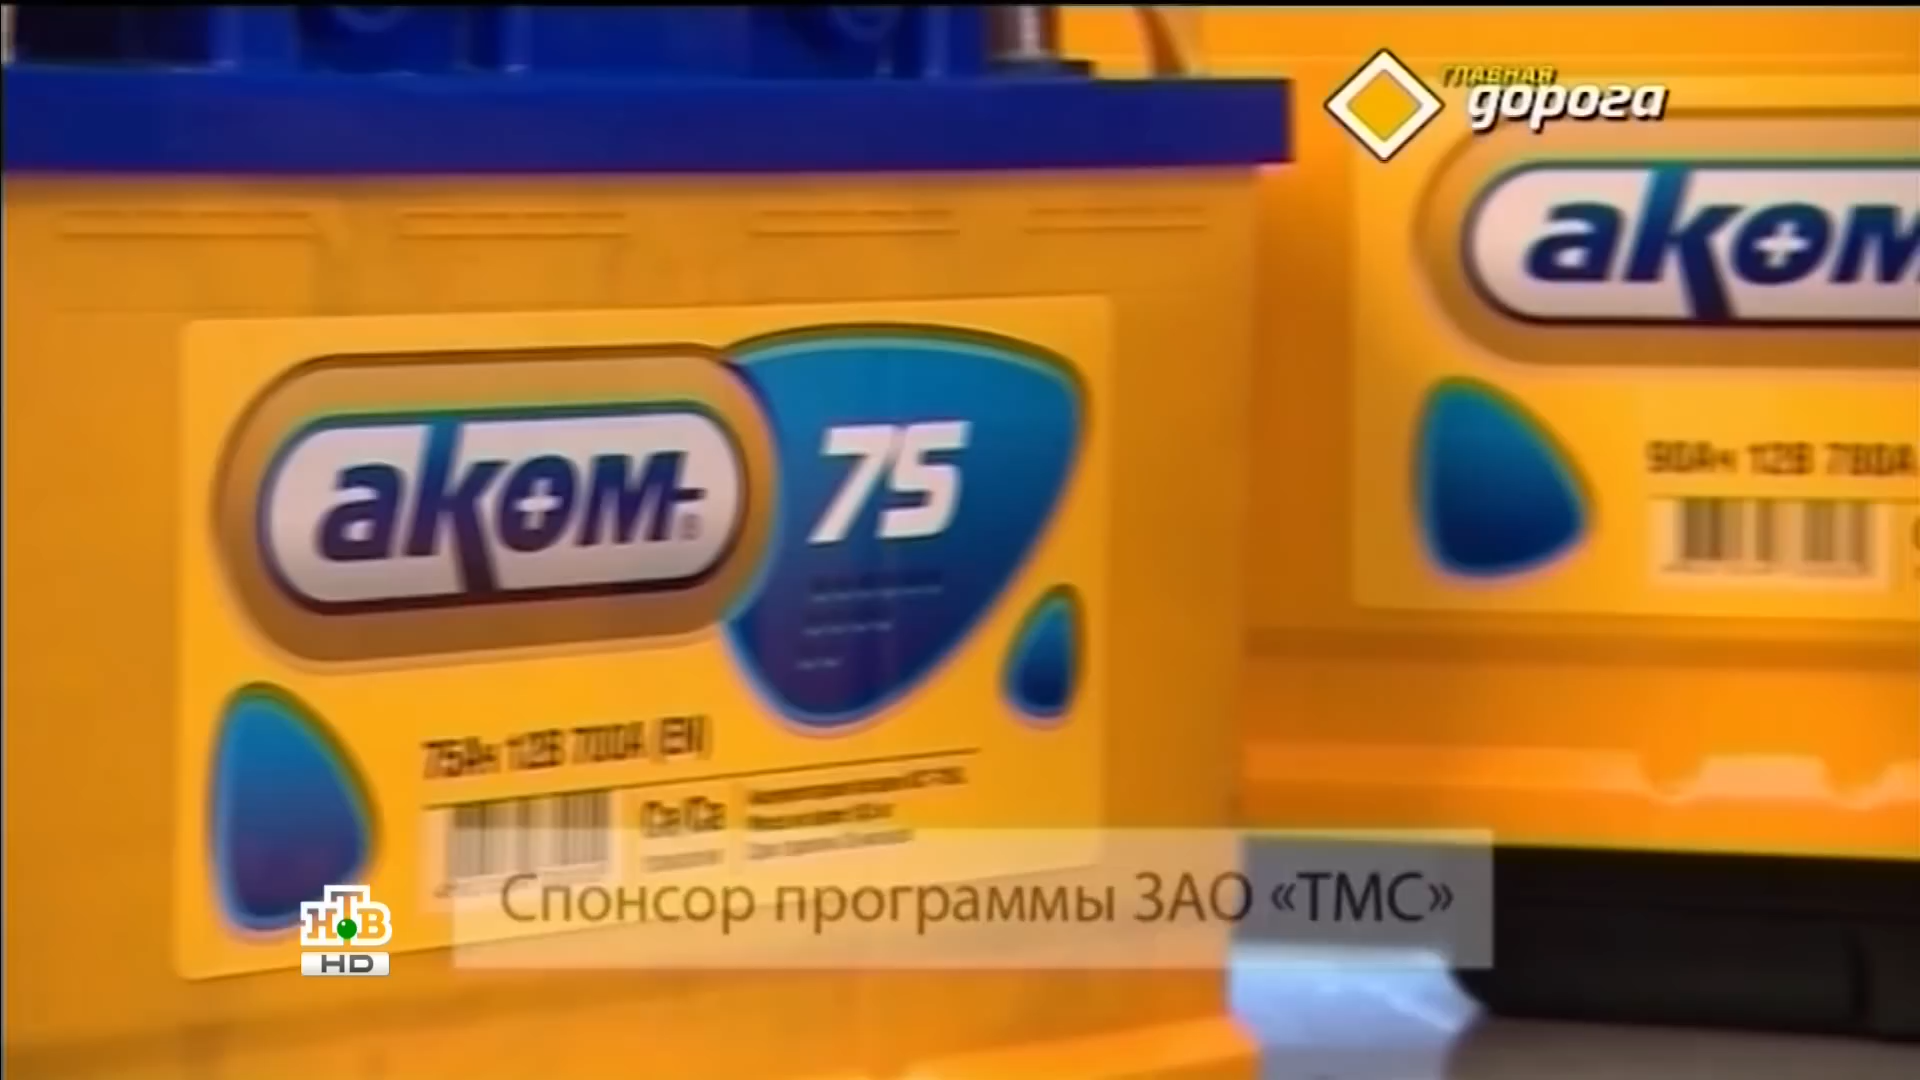 ГЛАВНАЯ
дорога
аком
75
75Ач 12В 700А (EN)
Ca/Ca
аком
90Ач 12В 780А
Спонсор программы ЗАО «ТМС»
НТВ
HD